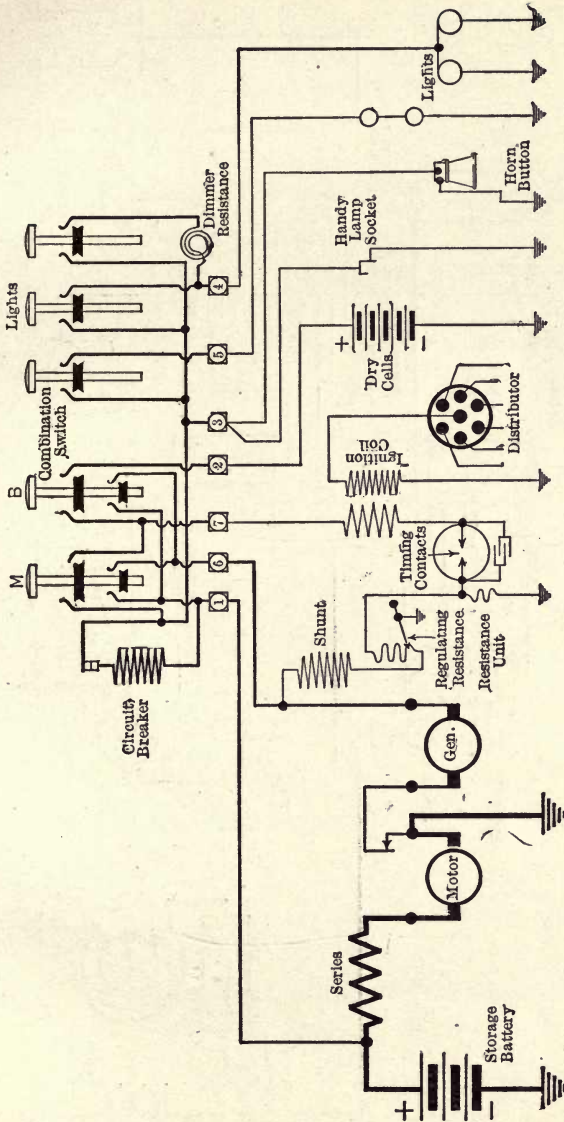 Lights
Combination
Switch
B
M
Circuit
Breaker
Dimmer
Resistance
1
6
7
2
3
5
4
Lights
Horn
Button
Handy
Lamp
Socket
+
Dry
Cells
-
Ignition
Coil
Distributor
Timing
Contacts
Shunt
Regulating
Resistance
Resistance
Unit
Gen.
Motor
Series
+
Storage
Battery
-